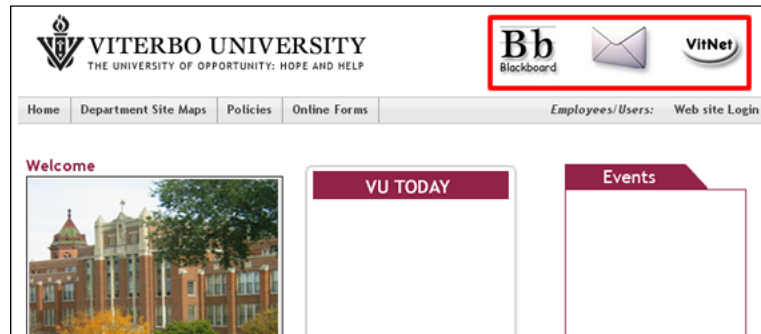 VITERBO UNIVERSITY
THE UNIVERSITY OF OPPORTUNITY: HOPE AND HELP
Bb
Blackboard
VitNet
Home Department Site Maps Policies Online Forms Employees/Users: Web site Login
Welcome
VU TODAY
Events